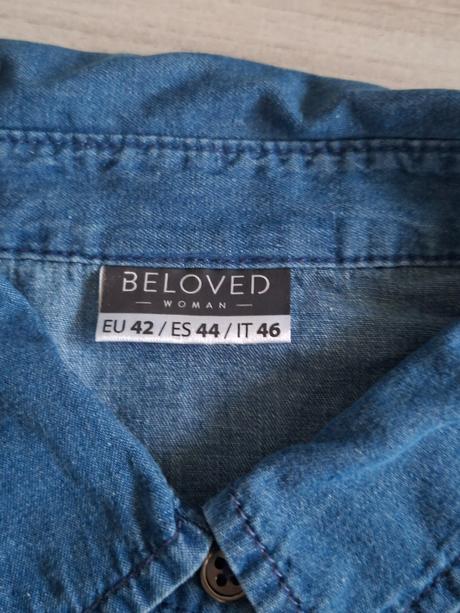 BELOVED
— WOMAN —
EU 42 / ES 44 / IT 46